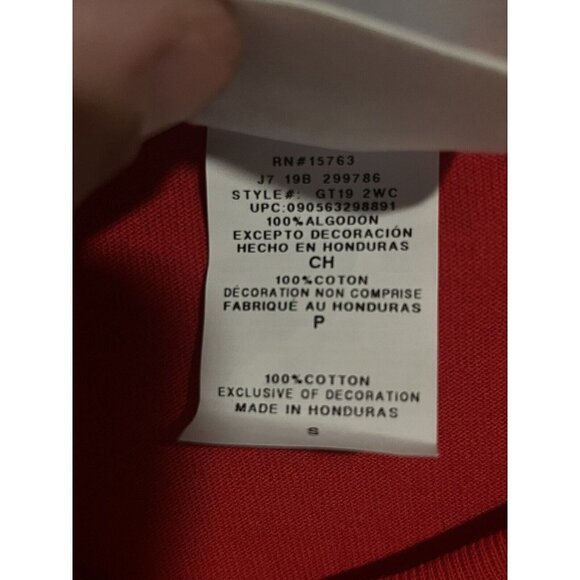 RN#15763
J7 19B 299786
STYLE#: GT19 2WC
UPC:090563298891
100%ALGODON
EXCEPTO DECORACIÓN
HECHO EN HONDURAS
CH
100%COTON
DÉCORATION NON COMPRISE
FABRIQUÉ AU HONDURAS
P
100%COTTON
EXCLUSIVE OF DECORATION
MADE IN HONDURAS
S